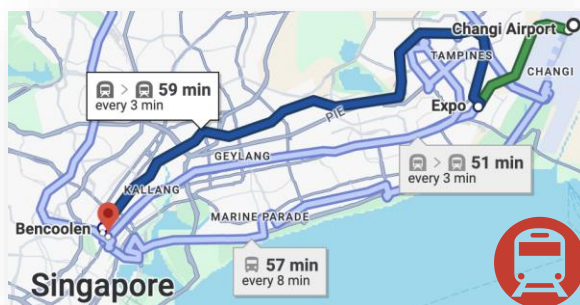 Changi Airport
TAMPINES
CHANGI
59 min
every 3 min
PIE
Expo
GEYLANG
51 min
every 3 min
KALLANG
MARINE PARADE
Bencoolen
57 min
every 8 min
Singapore